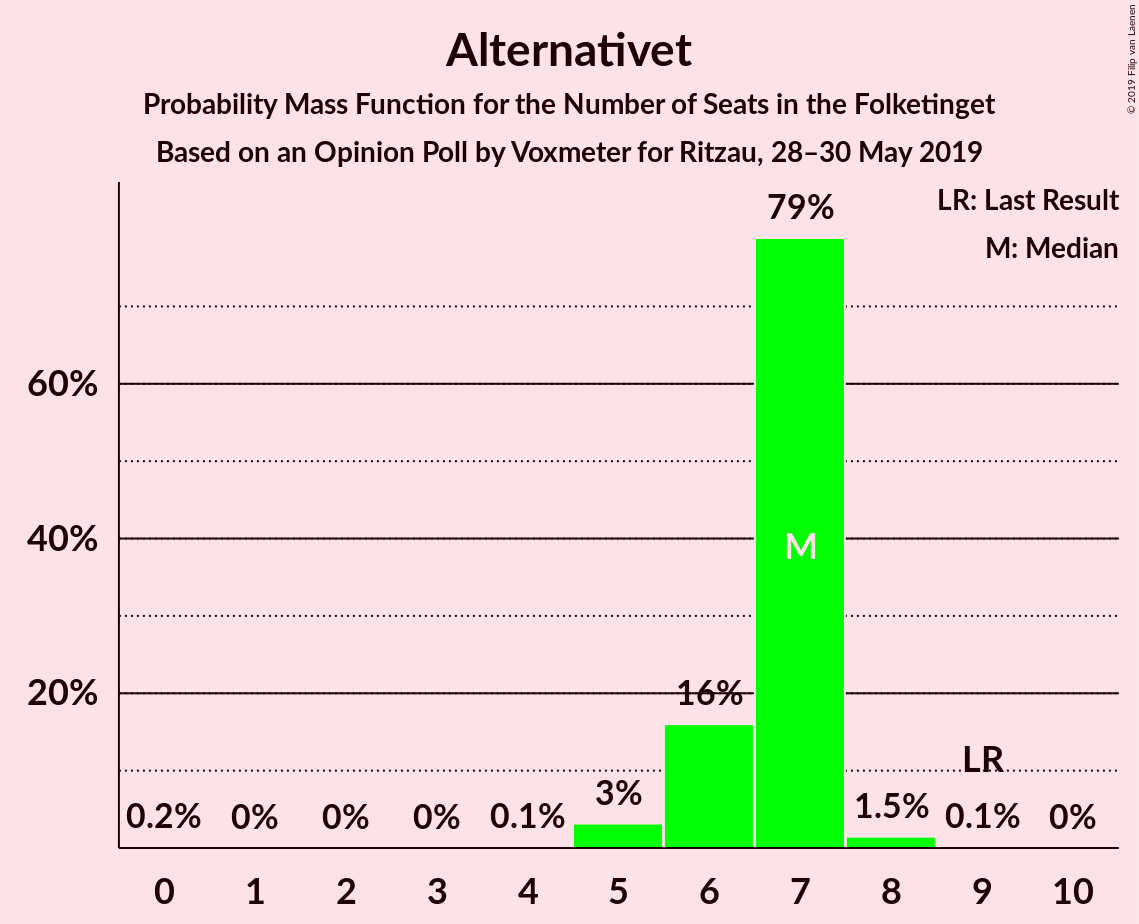 Alternativet
Probability Mass Function for the Number of Seats in the Folketinget
Based on an Opinion Poll by Voxmeter for Ritzau, 28–30 May 2019
© 2019 Filip van Laenen
LR: Last Result
M: Median
79%
60%
40%
20%
M
16%
LR
0.2% 0% 0% 0% 0.1% 3% 1.5% 0.1% 0%
0 1 2 3 4 5 6 7 8 9 10